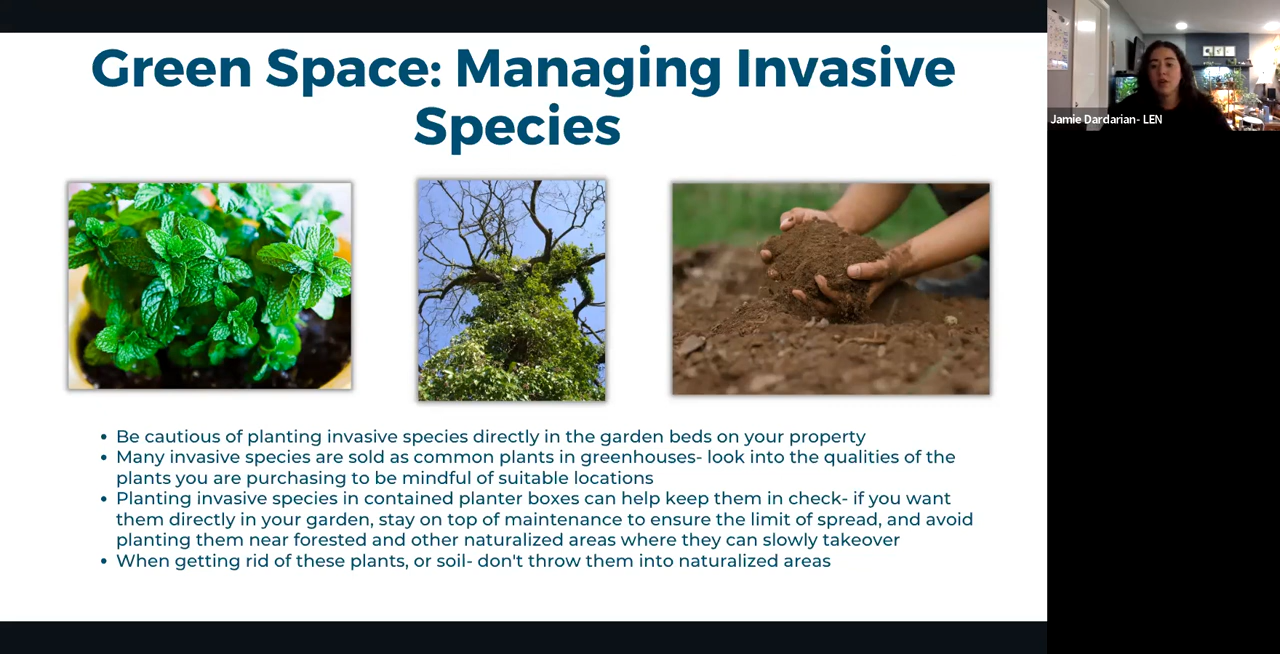 Green Space: Managing Invasive
Species
Jamie Dardarian- LEN
• Be cautious of planting invasive species directly in the garden beds on your property
• Many invasive species are sold as common plants in greenhouses- look into the qualities of the
plants you are purchasing to be mindful of suitable locations
• Planting invasive species in contained planter boxes can help keep them in check- if you want
them directly in your garden, stay on top of maintenance to ensure the limit of spread, and avoid
planting them near forested and other naturalized areas where they can slowly takeover
• When getting rid of these plants, or soil- don't throw them into naturalized areas